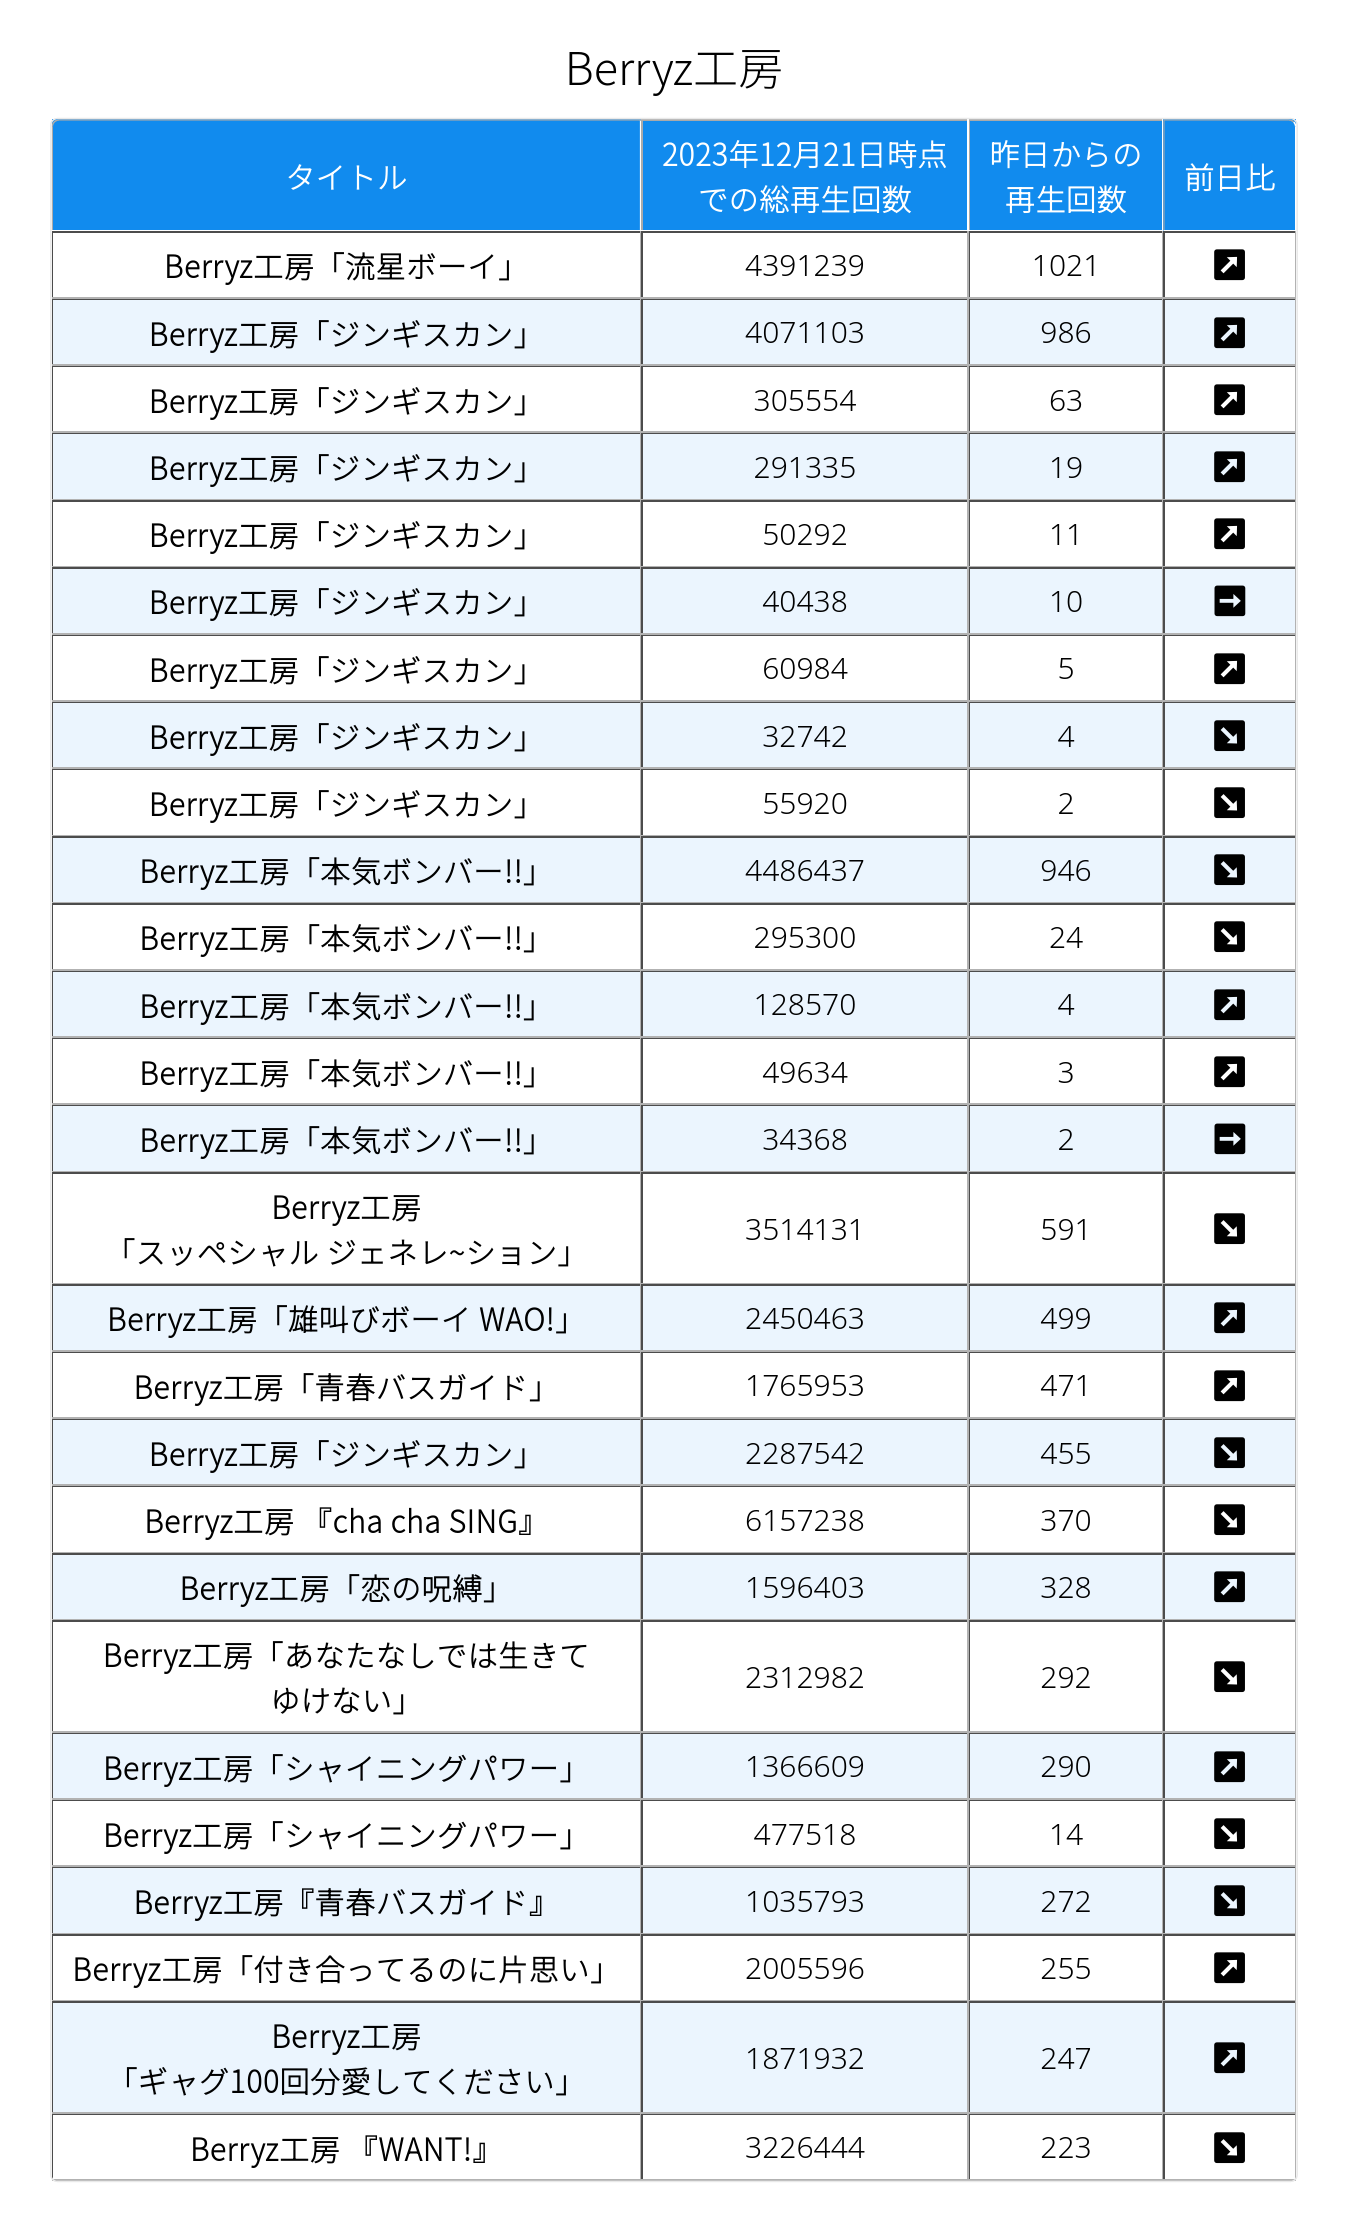 Berryz工房
タイトル
2023年12月21日時点
での総再生回数
昨日からの
再生回数
前日比
Berryz工房「流星ボーイ」 4391239 1021 ↗
Berryz工房「ジンギスカン」 4071103 986 ↗
Berryz工房「ジンギスカン」 305554 63 ↗
Berryz工房「ジンギスカン」 291335 19 ↗
Berryz工房「ジンギスカン」 50292 11 ↗
Berryz工房「ジンギスカン」 40438 10 →
Berryz工房「ジンギスカン」 60984 5 ↗
Berryz工房「ジンギスカン」 32742 4 ↘
Berryz工房「ジンギスカン」 55920 2 ↘
Berryz工房「本気ボンバー!!」 4486437 946 ↘
Berryz工房「本気ボンバー!!」 295300 24 ↘
Berryz工房「本気ボンバー!!」 128570 4 ↗
Berryz工房「本気ボンバー!!」 49634 3 ↗
Berryz工房「本気ボンバー!!」 34368 2 →
Berryz工房
「スッペシャル ジェネレ~ション」 3514131 591 ↘
Berryz工房「雄叫びボーイ WAO!」 2450463 499 ↗
Berryz工房「青春バスガイド」 1765953 471 ↗
Berryz工房「ジンギスカン」 2287542 455 ↘
Berryz工房 『cha cha SING』 6157238 370 ↘
Berryz工房「恋の呪縛」 1596403 328 ↗
Berryz工房「あなたなしでは生きて
ゆけない」 2312982 292 ↘
Berryz工房「シャイニングパワー」 1366609 290 ↗
Berryz工房「シャイニングパワー」 477518 14 ↘
Berryz工房『青春バスガイド』 1035793 272 ↘
Berryz工房「付き合ってるのに片思い」 2005596 255 ↗
Berryz工房
「ギャグ100回分愛してください」 1871932 247 ↗
Berryz工房 『WANT!』 3226444 223 ↘